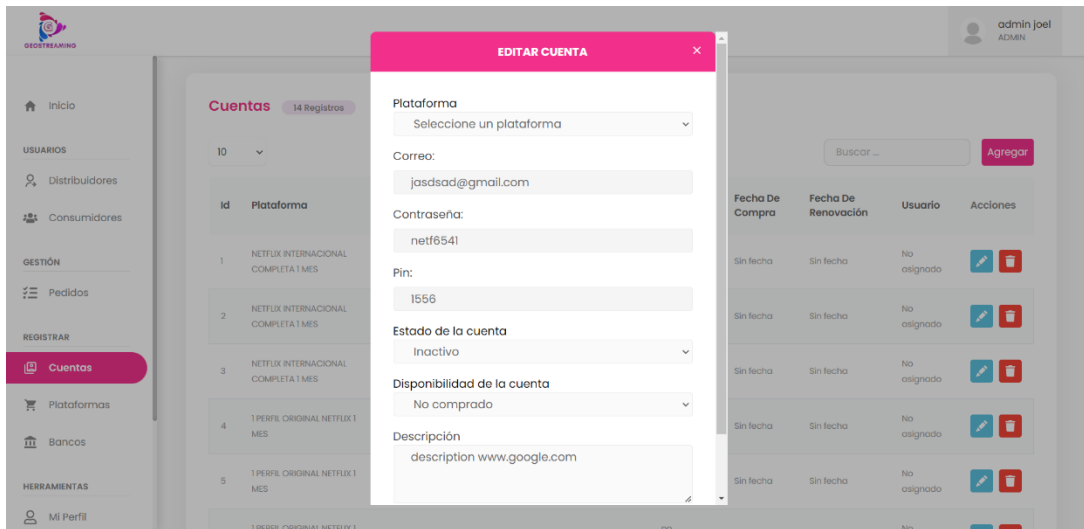 GEOSTREAMING
admin joel
ADMIN
EDITAR CUENTA ×
Inicio
USUARIOS
Distribuidores
Consumidores
GESTIÓN
Pedidos
REGISTRAR
Cuentas
Plataformas
Bancos
HERRAMIENTAS
Mi Perfil
Cuentas 14 Registros
10
Buscar ...
Agregar
Id Plataforma
Fecha De Compra
Fecha De Renovación
Usuario
Acciones
1 NETFLIX INTERNACIONAL
COMPLETA 1 MES
Sin fecha Sin fecha No asignado
2 NETFLIX INTERNACIONAL
COMPLETA 1 MES
Sin fecha Sin fecha No asignado
3 NETFLIX INTERNACIONAL
COMPLETA 1 MES
Sin fecha Sin fecha No asignado
4 1 PERFIL ORIGINAL NETFLIX 1
MES
Sin fecha Sin fecha No asignado
5 1 PERFIL ORIGINAL NETFLIX 1
MES
Sin fecha Sin fecha No asignado
1 PERFIL ORIGINAL NETFLIX 1
No
Plataforma
Seleccione un plataforma
Correo:
jasdsad@gmail.com
Contraseña:
netf6541
Pin:
1556
Estado de la cuenta
Inactivo
Disponibilidad de la cuenta
No comprado
Descripción
description www.google.com